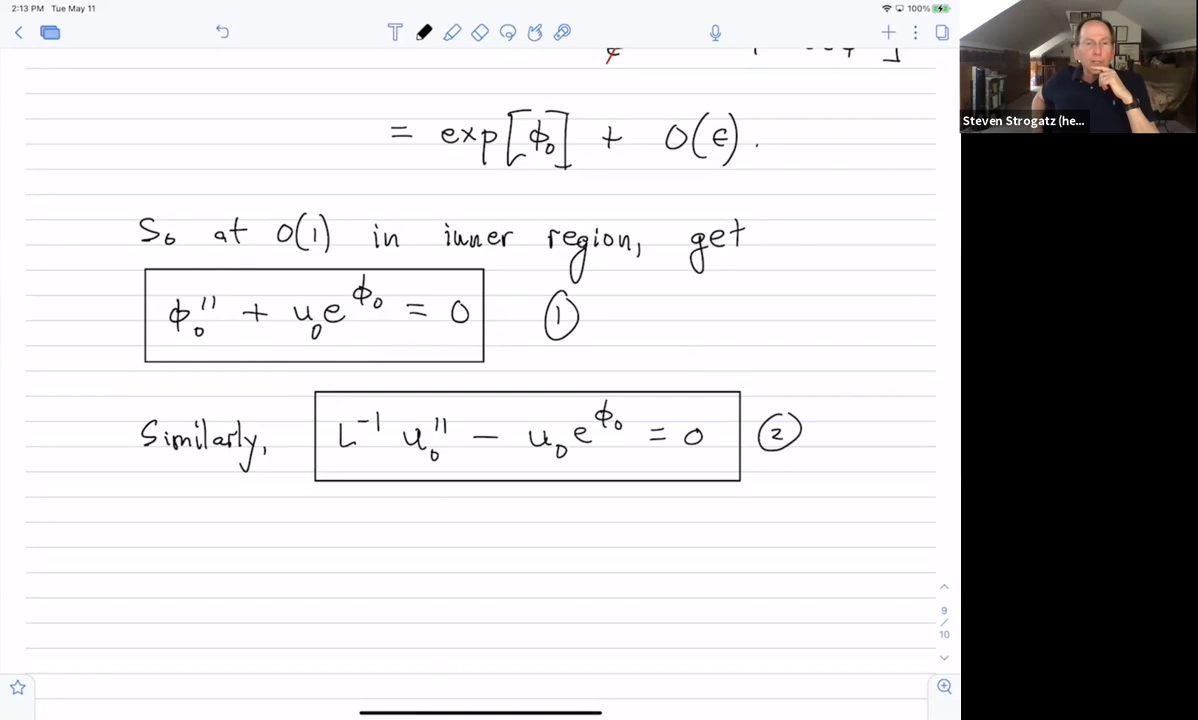 2:13 PM Tue May 11
100%
T
Steven Strogatz (he...
= exp[ϕ₀] + O(ϵ).
So at O(1) in inner region, get
ϕ₀'' + u₀e^ϕ₀ = 0 ①
Similarly, L⁻¹ u₀'' − u₀e^ϕ₀ = 0 ②
9
/
10